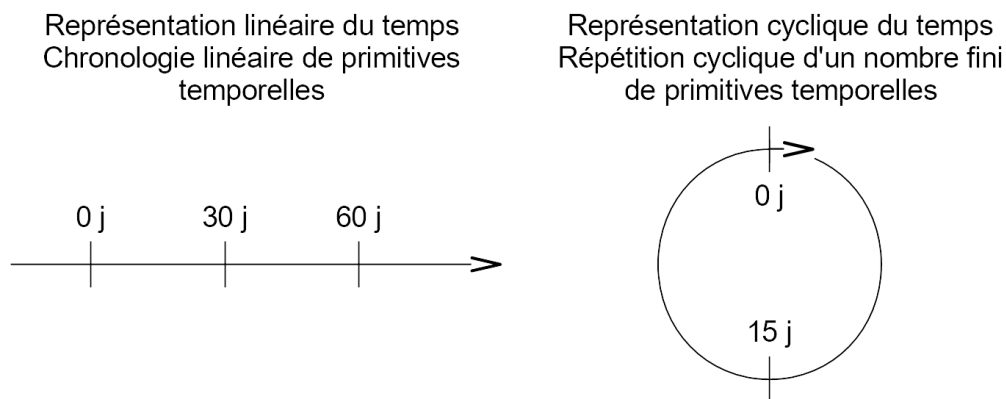 Représentation linéaire du temps
Chronologie linéaire de primitives
temporelles
0 j
30 j
60 j
Représentation cyclique du temps
Répétition cyclique d'un nombre fini
de primitives temporelles
0 j
15 j